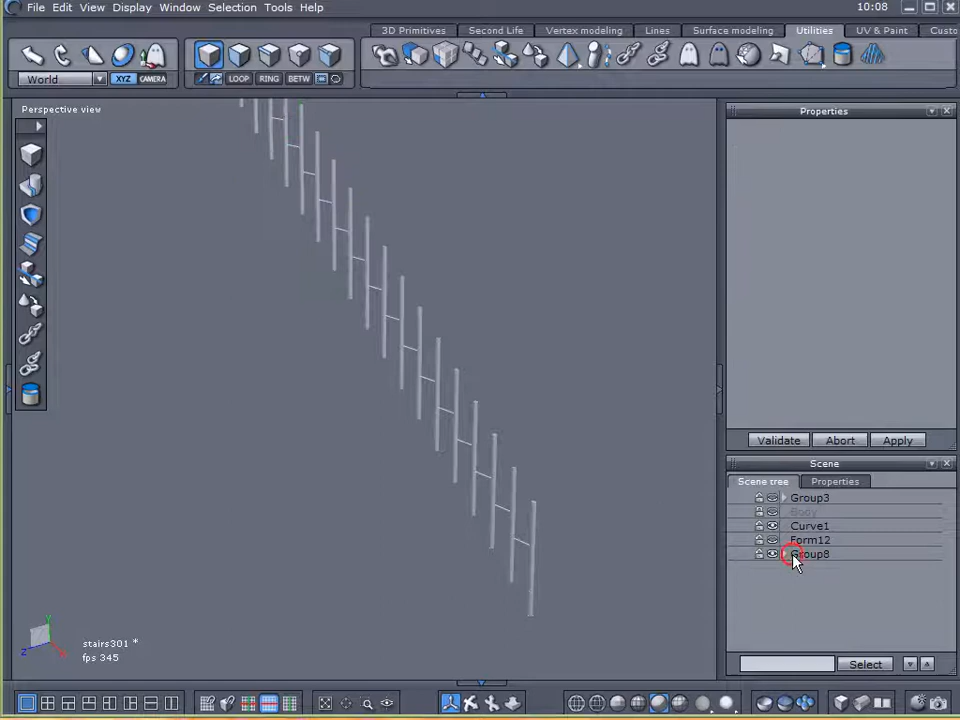 File Edit View Display Window Selection Tools Help 10:08
3D Primitives Second Life Vertex modeling Lines Surface modeling Utilities UV & Paint Custo
World XYZ CAMERA LOOP RING BETW
Perspective view
Properties
Validate Abort Apply
Scene
Scene tree Properties
Group3
Body
Curve1
Form12
Group8
Y
Z
stairs301 *
fps 345
Select